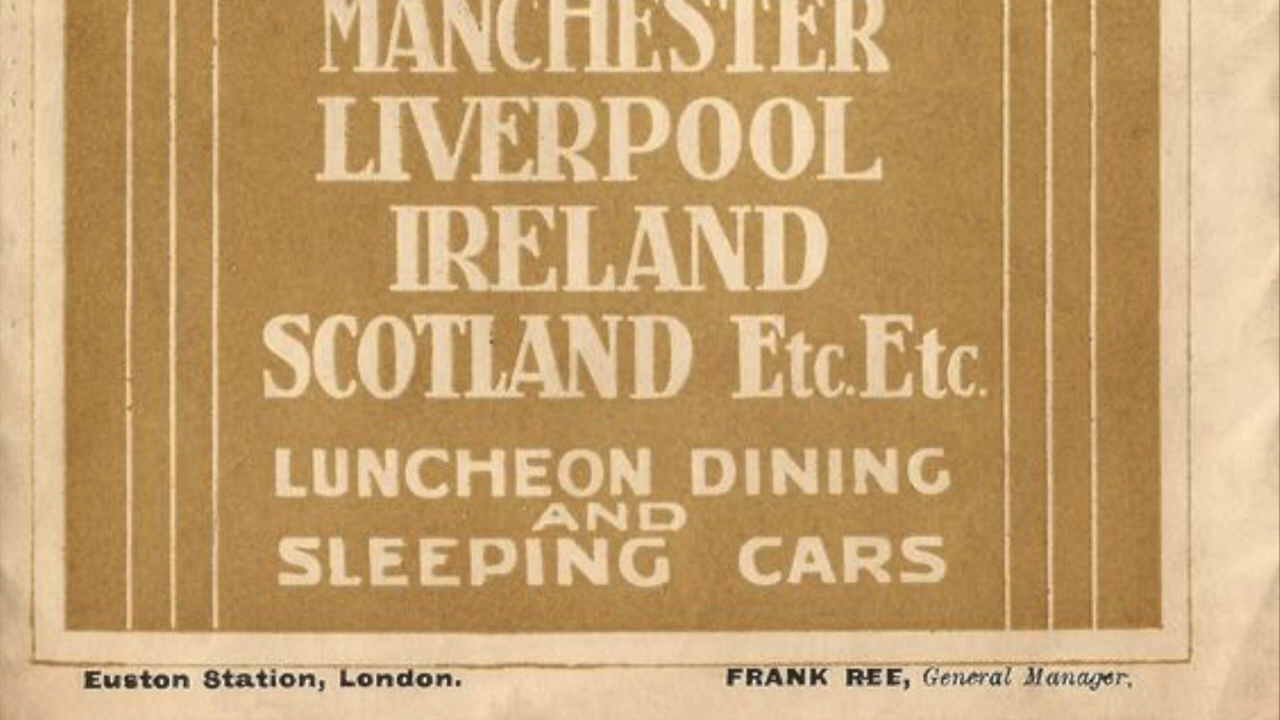 MANCHESTER
LIVERPOOL
IRELAND
SCOTLAND Etc. Etc.
LUNCHEON DINING
AND
SLEEPING CARS
Euston Station, London. FRANK REE, General Manager.